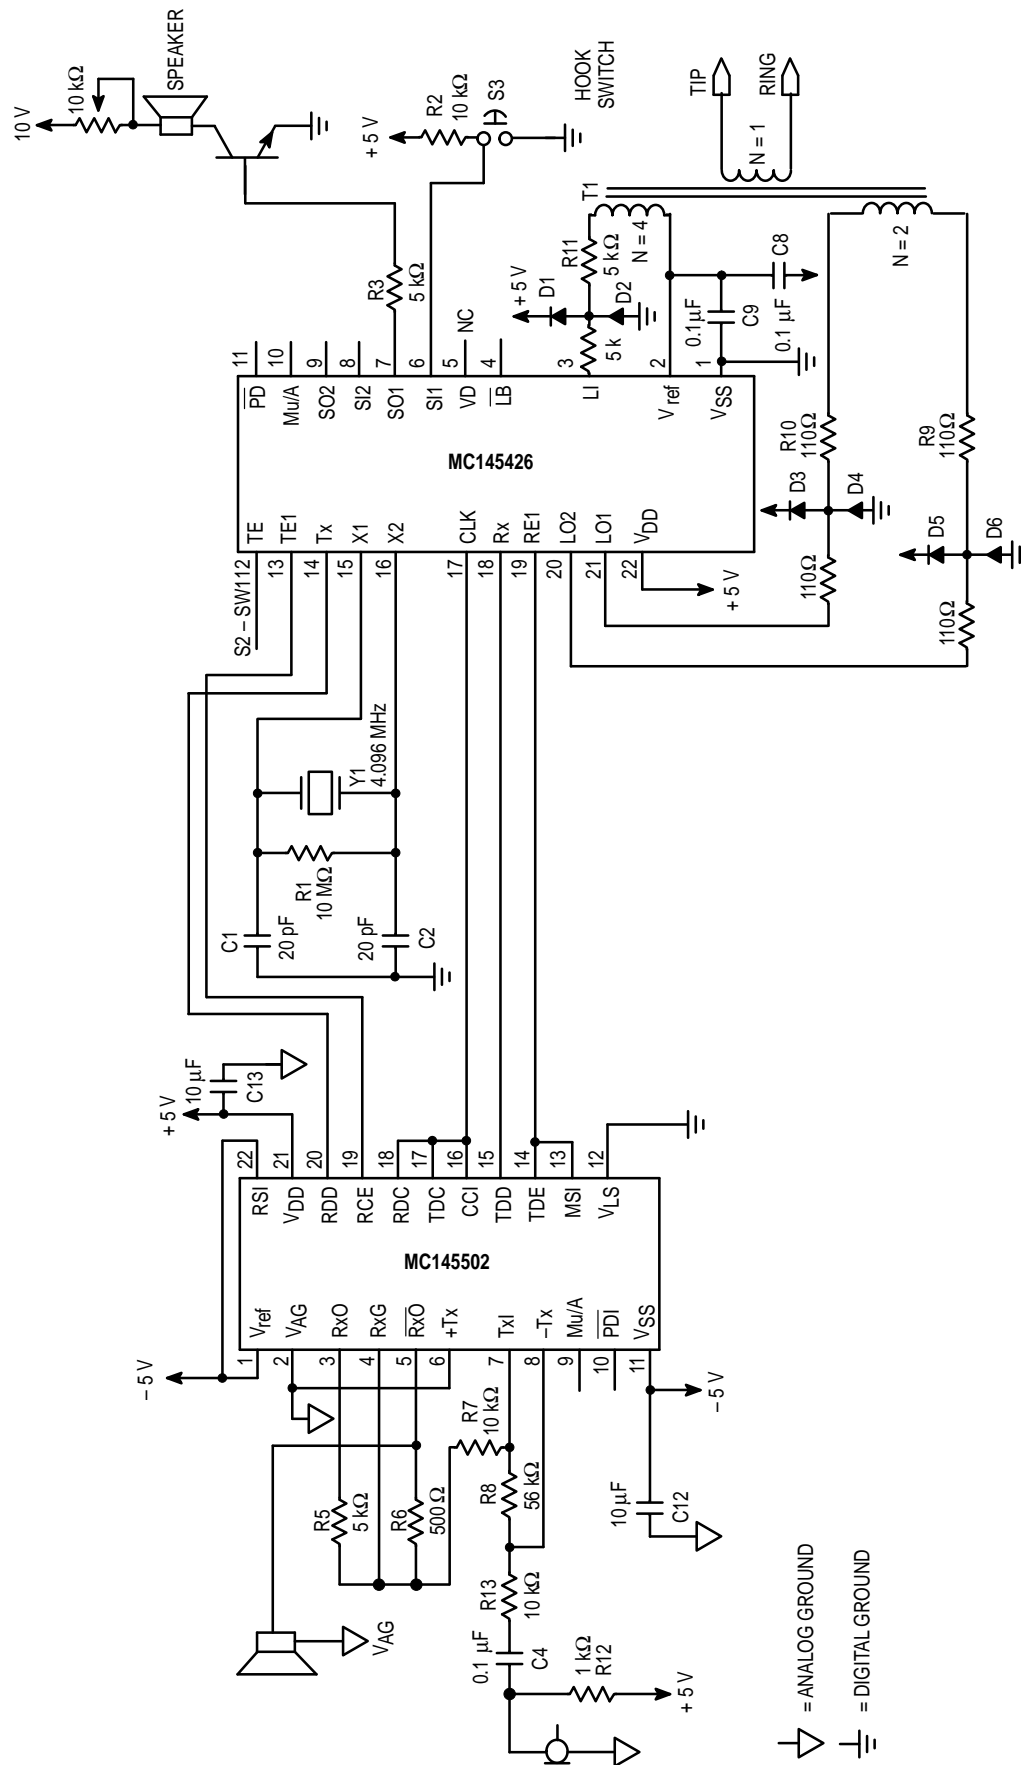 10 V
10 kΩ
SPEAKER
+ 5 V
R2
10 kΩ
S3
HOOK
SWITCH
TIP
RING
N = 1
T1
R3
5 kΩ
NC
+ 5 V
D1
D2
5 k
R11
5 kΩ
N = 4
N = 2
0.1 μF
C9
0.1 μF
C8
11
10
9
8
7
6
5
4
3
2
1
PD
Mu/A
SO2
SI2
SO1
SI1
VD
LB
LI
Vref
VSS
MC145426
TE
TE1
Tx
X1
X2
CLK
Rx
RE1
LO2
LO1
VDD
S2 – SW1
12
13
14
15
16
17
18
19
20
21
22
+ 5 V
R10
110Ω
D3
D4
110Ω
R9
110Ω
D5
D6
110Ω
Y1
4.096 MHz
R1
10 MΩ
C1
20 pF
20 pF
C2
+ 5 V
10 μF
C13
22
21
20
19
18
17
16
15
14
13
12
RSI
VDD
RDD
RCE
RDC
TDC
CCI
TDD
TDE
MSI
VLS
MC145502
Vref
VAG
RxO
RxG
RxO
+Tx
TxI
–Tx
Mu/A
PDI
VSS
1
2
3
4
5
6
7
8
9
10
11
– 5 V
– 5 V
R7
10 kΩ
R5
5 kΩ
R6
500 Ω
R8
56 kΩ
R13
10 kΩ
10 μF
C12
0.1 μF
C4
1 kΩ
R12
+ 5 V
VAG
= ANALOG GROUND
= DIGITAL GROUND